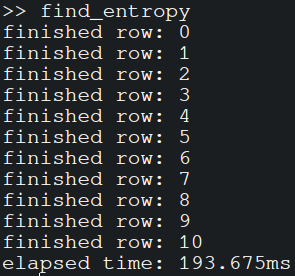 >> find_entropy
finished row: 0
finished row: 1
finished row: 2
finished row: 3
finished row: 4
finished row: 5
finished row: 6
finished row: 7
finished row: 8
finished row: 9
finished row: 10
elapsed time: 193.675ms